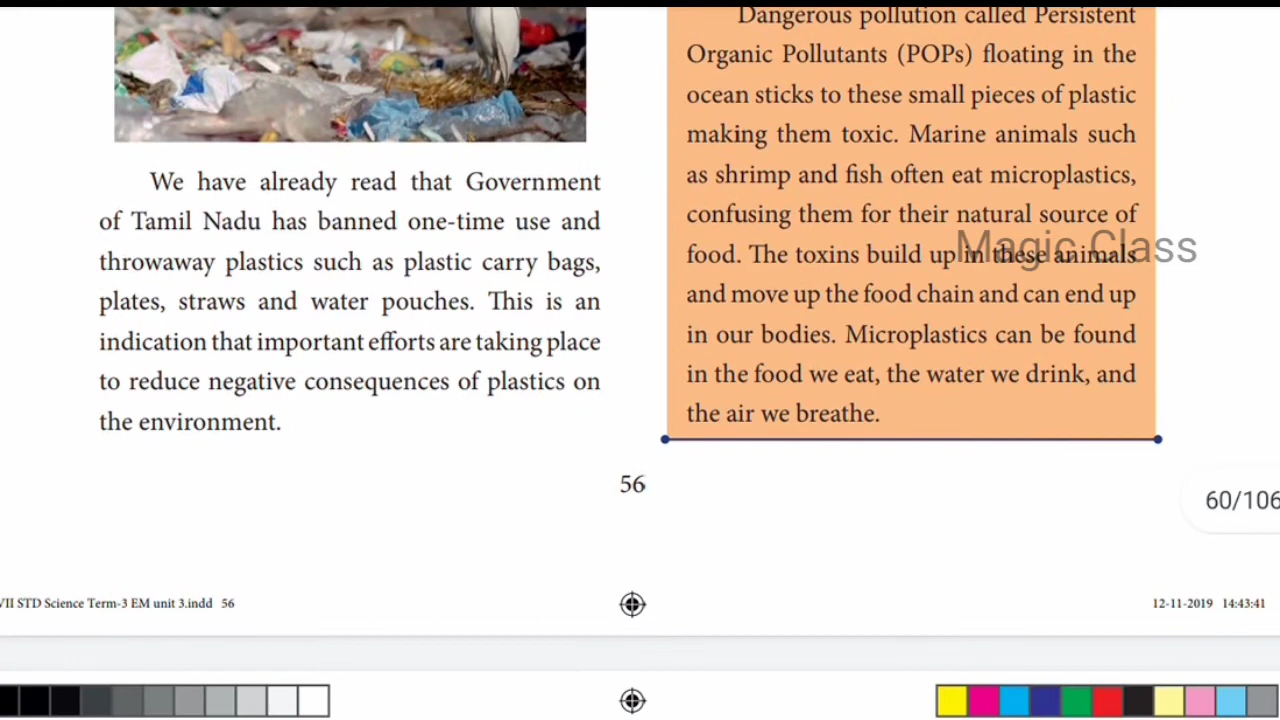 We have already read that Government
of Tamil Nadu has banned one-time use and
throwaway plastics such as plastic carry bags,
plates, straws and water pouches. This is an
indication that important efforts are taking place
to reduce negative consequences of plastics on
the environment.
Dangerous pollution called Persistent
Organic Pollutants (POPs) floating in the
ocean sticks to these small pieces of plastic
making them toxic. Marine animals such
as shrimp and fish often eat microplastics,
confusing them for their natural source of
food. The toxins build up in these animals
and move up the food chain and can end up
in our bodies. Microplastics can be found
in the food we eat, the water we drink, and
the air we breathe.
Magic Class
56
60/106
VII STD Science Term-3 EM unit 3.indd 56
12-11-2019 14:43:41